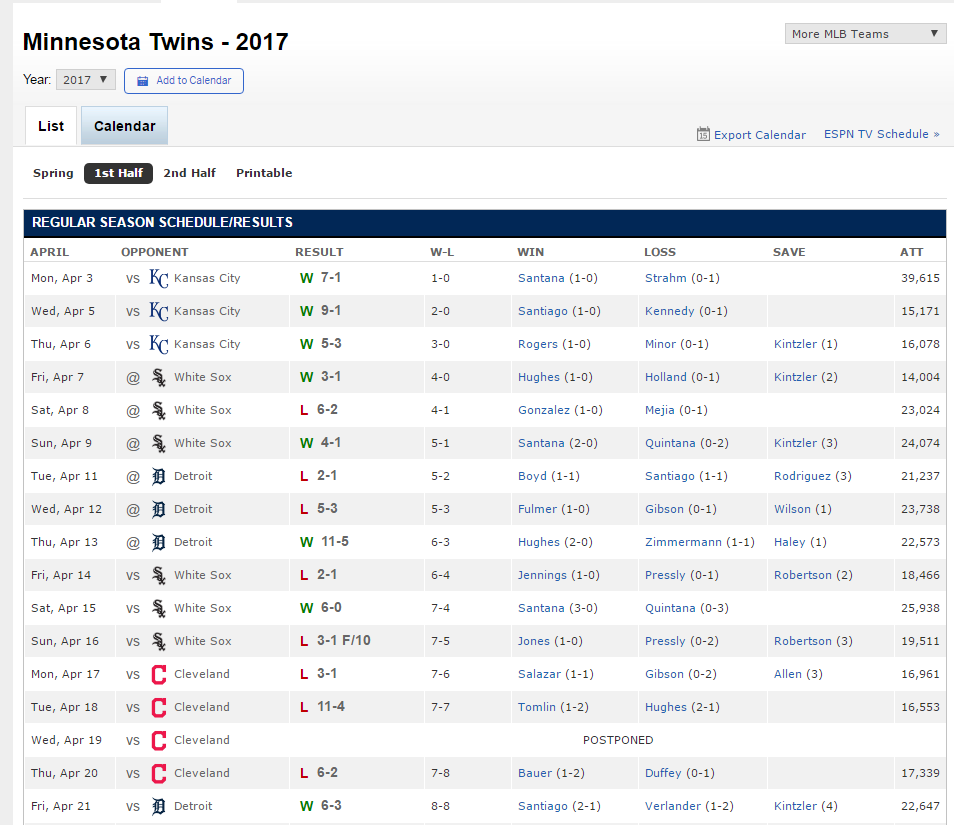 Minnesota Twins - 2017
More MLB Teams
Year: 2017 Add to Calendar
List Calendar
15 Export Calendar ESPN TV Schedule »
Spring 1st Half 2nd Half Printable
REGULAR SEASON SCHEDULE/RESULTS
APRIL OPPONENT RESULT W-L WIN LOSS SAVE ATT
Mon, Apr 3 vs KC Kansas City W 7-1 1-0 Santana (1-0) Strahm (0-1) 39,615
Wed, Apr 5 vs KC Kansas City W 9-1 2-0 Santiago (1-0) Kennedy (0-1) 15,171
Thu, Apr 6 vs KC Kansas City W 5-3 3-0 Rogers (1-0) Minor (0-1) Kintzler (1) 16,078
Fri, Apr 7 @ Sox White Sox W 3-1 4-0 Hughes (1-0) Holland (0-1) Kintzler (2) 14,004
Sat, Apr 8 @ Sox White Sox L 6-2 4-1 Gonzalez (1-0) Mejia (0-1) 23,024
Sun, Apr 9 @ Sox White Sox W 4-1 5-1 Santana (2-0) Quintana (0-2) Kintzler (3) 24,074
Tue, Apr 11 @ D Detroit L 2-1 5-2 Boyd (1-1) Santiago (1-1) Rodriguez (3) 21,237
Wed, Apr 12 @ D Detroit L 5-3 5-3 Fulmer (1-0) Gibson (0-1) Wilson (1) 23,738
Thu, Apr 13 @ D Detroit W 11-5 6-3 Hughes (2-0) Zimmermann (1-1) Haley (1) 22,573
Fri, Apr 14 vs Sox White Sox L 2-1 6-4 Jennings (1-0) Pressly (0-1) Robertson (2) 18,466
Sat, Apr 15 vs Sox White Sox W 6-0 7-4 Santana (3-0) Quintana (0-3) 25,938
Sun, Apr 16 vs Sox White Sox L 3-1 F/10 7-5 Jones (1-0) Pressly (0-2) Robertson (3) 19,511
Mon, Apr 17 vs C Cleveland L 3-1 7-6 Salazar (1-1) Gibson (0-2) Allen (3) 16,961
Tue, Apr 18 vs C Cleveland L 11-4 7-7 Tomlin (1-2) Hughes (2-1) 16,553
Wed, Apr 19 vs C Cleveland POSTPONED
Thu, Apr 20 vs C Cleveland L 6-2 7-8 Bauer (1-2) Duffey (0-1) 17,339
Fri, Apr 21 vs D Detroit W 6-3 8-8 Santiago (2-1) Verlander (1-2) Kintzler (4) 22,647